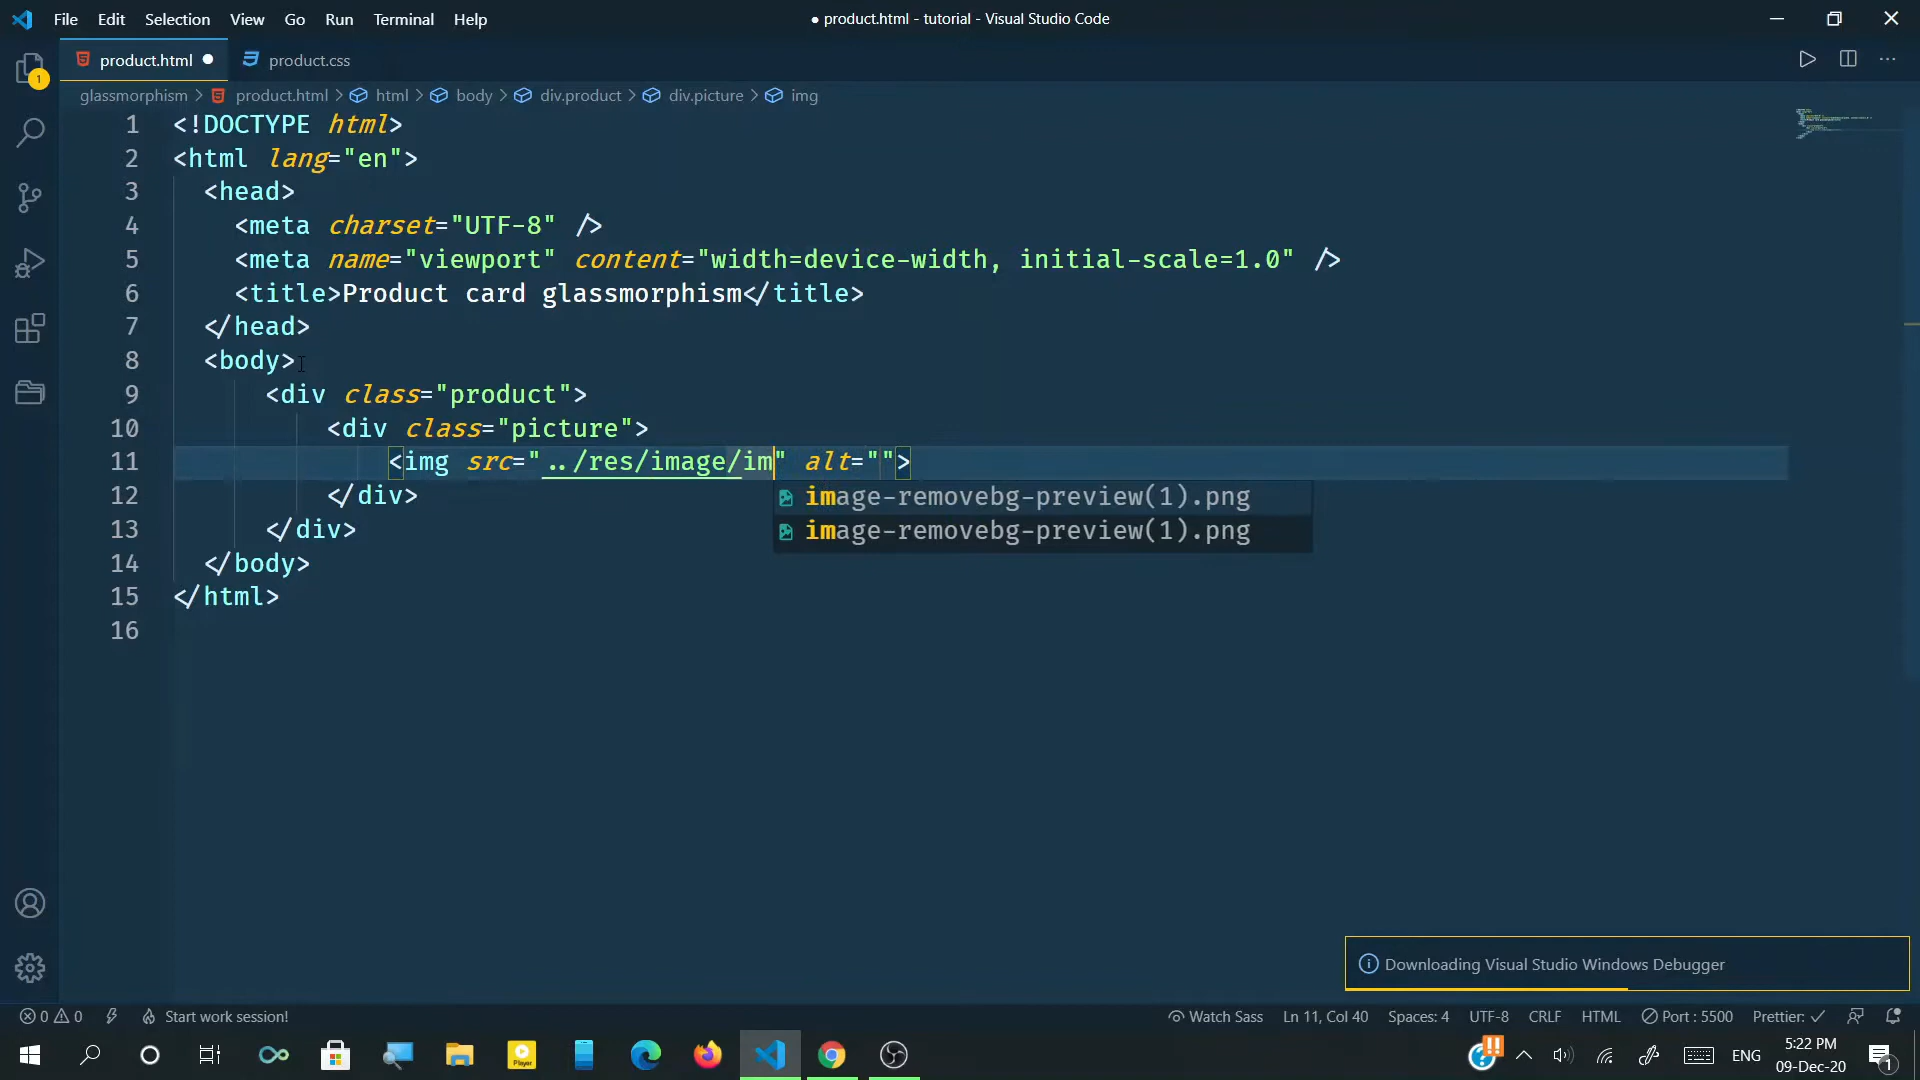 File Edit Selection View Go Run Terminal Help ● product.html - tutorial - Visual Studio Code
product.html ● product.css
glassmorphism > product.html > html > body > div.product > div.picture > img
1 <!DOCTYPE html>
2 <html lang="en">
3 <head>
4 <meta charset="UTF-8" />
5 <meta name="viewport" content="width=device-width, initial-scale=1.0" />
6 <title>Product card glassmorphism</title>
7 </head>
8 <body>
9 <div class="product">
10 <div class="picture">
11 <img src="../res/image/im" alt="">
image-removebg-preview(1).png
12 </div>
image-removebg-preview(1).png
13 </div>
14 </body>
15 </html>
16
1
Downloading Visual Studio Windows Debugger
0 0 Start work session! Watch Sass Ln 11, Col 40 Spaces: 4 UTF-8 CRLF HTML Port : 5500 Prettier: ✓
Player ENG 5:22 PM
09-Dec-20 1